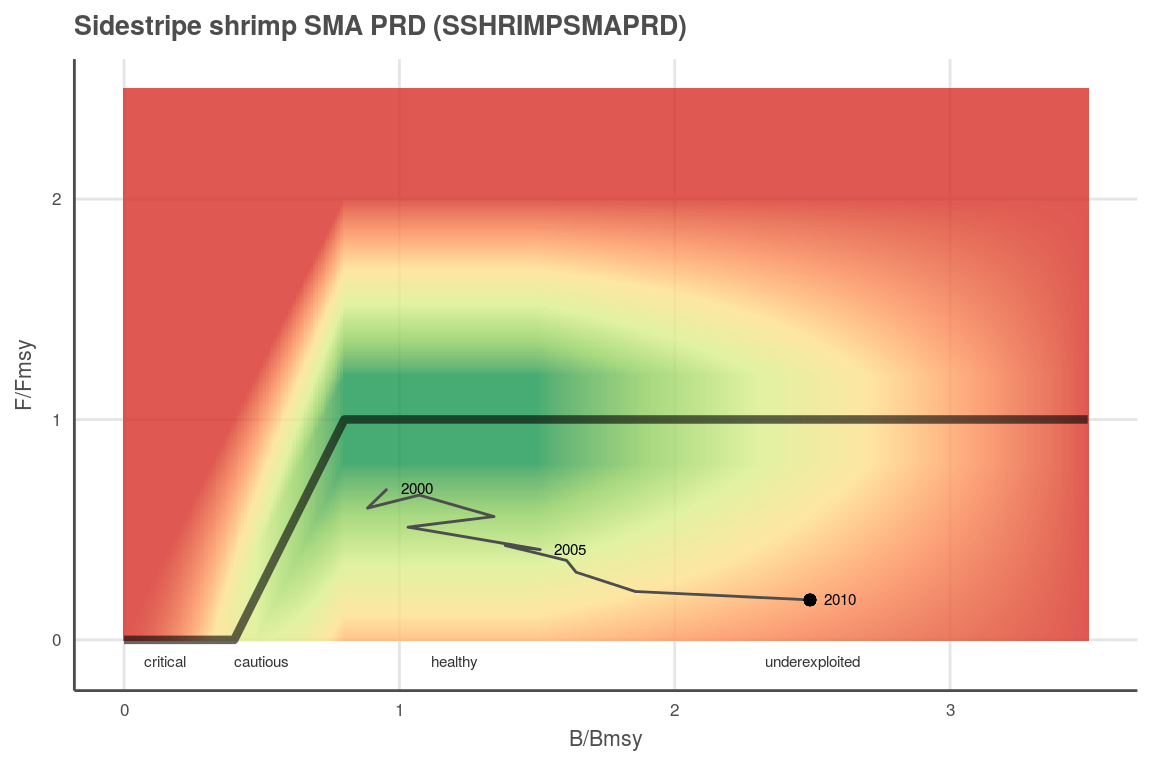 Sidestripe shrimp SMA PRD (SSHRIMPSMAPRD)
F/Fmsy
2
1
0
2000
2005
2010
critical
cautious
healthy
underexploited
0
1
2
3
B/Bmsy